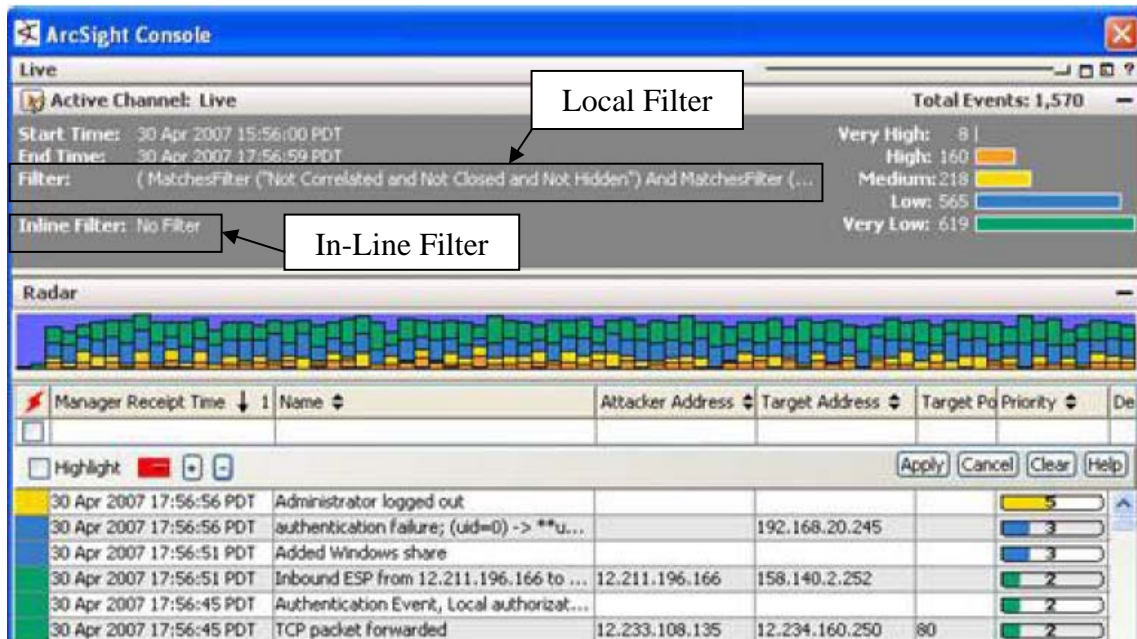 ArcSight Console
Live
?
Active Channel: Live
Total Events: 1,570
Local Filter
Start Time: 30 Apr 2007 15:56:00 PDT
End Time: 30 Apr 2007 17:56:59 PDT
Filter: ( MatchesFilter ("Not Correlated and Not Closed and Not Hidden") And MatchesFilter (...
Inline Filter: No Filter
In-Line Filter
Very High: 8
High: 160
Medium: 218
Low: 565
Very Low: 619
Radar
Manager Receipt Time 1 Name Attacker Address Target Address Target Po Priority De
Highlight + - Apply Cancel Clear Help
30 Apr 2007 17:56:56 PDT Administrator logged out 5
30 Apr 2007 17:56:56 PDT authentication failure; (uid=0) -> **u... 192.168.20.245 3
30 Apr 2007 17:56:51 PDT Added Windows share 3
30 Apr 2007 17:56:51 PDT Inbound ESP from 12.211.196.166 to ... 12.211.196.166 158.140.2.252 2
30 Apr 2007 17:56:45 PDT Authentication Event, Local authorizat... 2
30 Apr 2007 17:56:45 PDT TCP packet forwarded 12.233.108.135 12.234.160.250 80 2